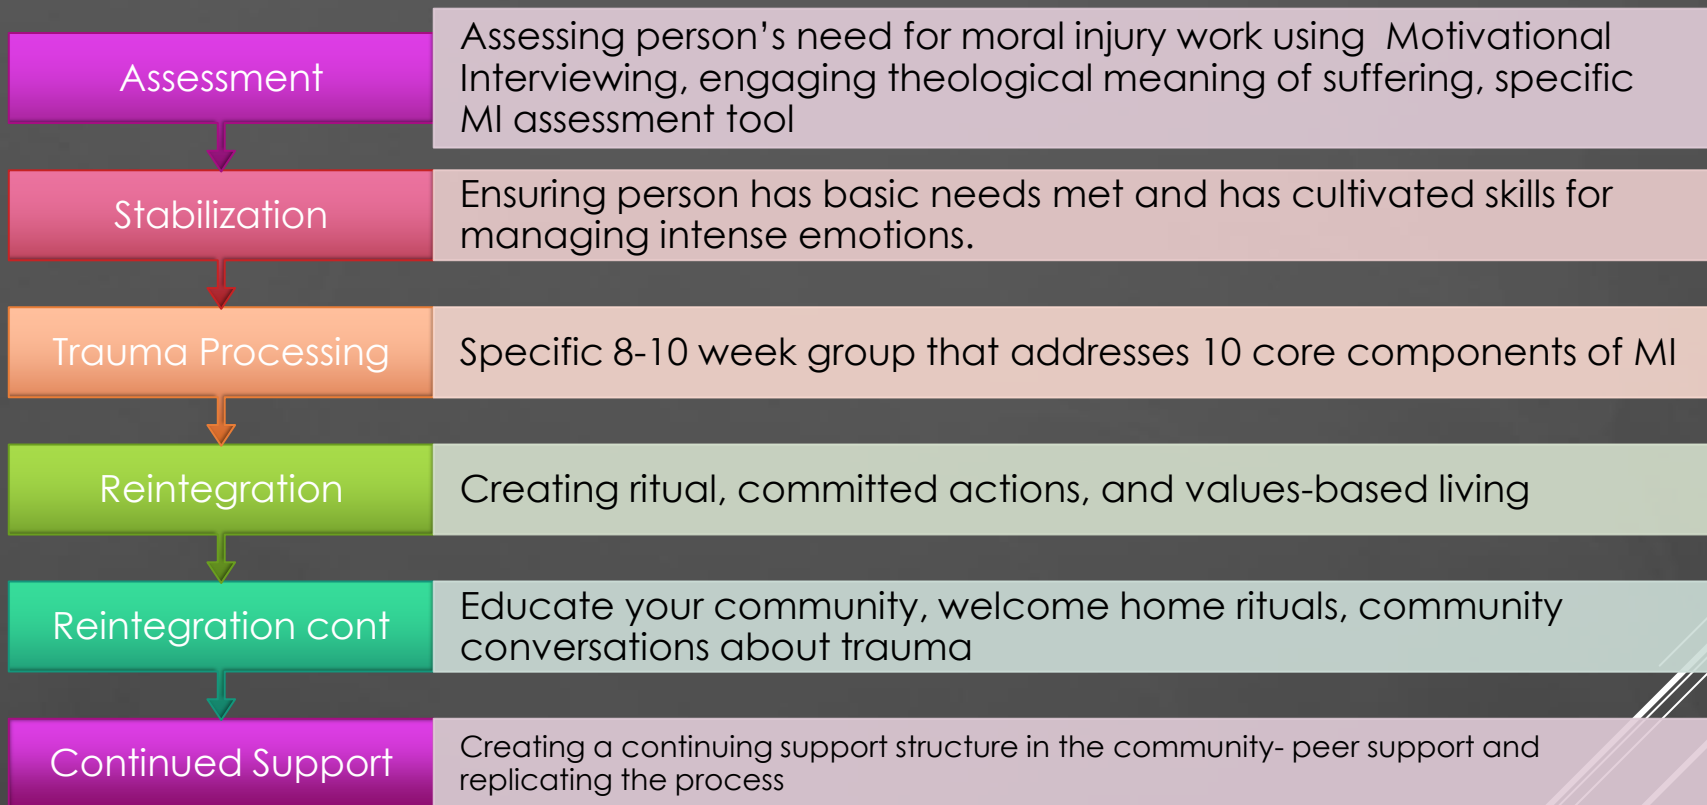 Assessment
Assessing person’s need for moral injury work using  Motivational
Interviewing, engaging theological meaning of suffering, specific
MI assessment tool
Stabilization
Ensuring person has basic needs met and has cultivated skills for
managing intense emotions.
Trauma Processing
Specific 8-10 week group that addresses 10 core components of MI
Reintegration
Creating ritual, committed actions, and values-based living
Reintegration cont
Educate your community, welcome home rituals, community
conversations about trauma
Continued Support
Creating a continuing support structure in the community- peer support and
replicating the process